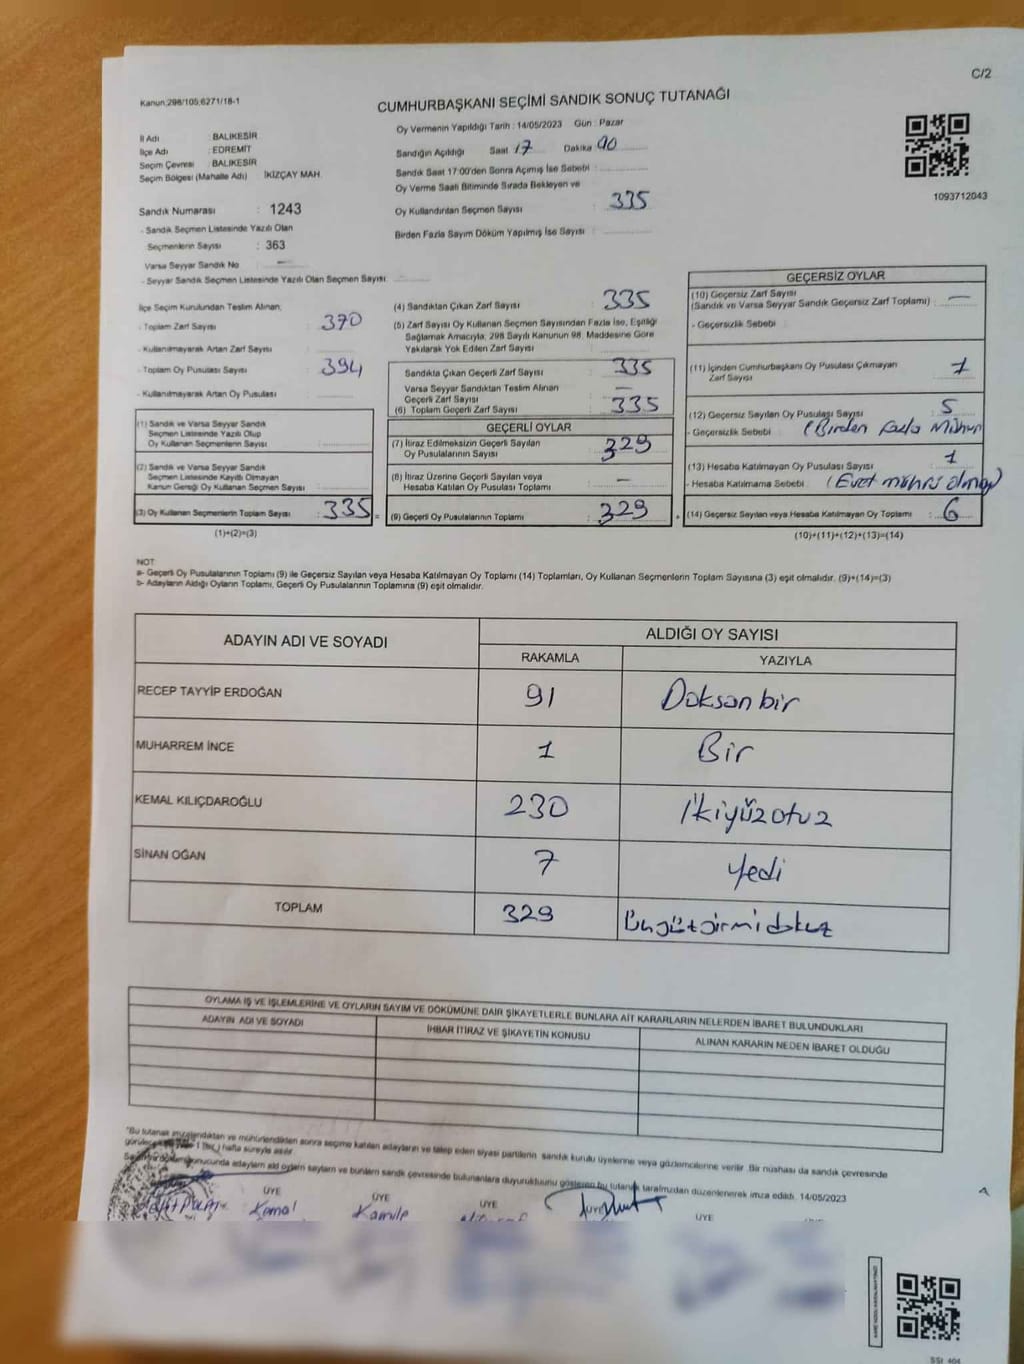 C/2
Kanun;298/105;6271/18-1
CUMHURBAŞKANI SEÇİMİ SANDIK SONUÇ TUTANAĞI
1093712043
İl Adı : BALIKESİR
İlçe Adı : EDREMİT
Seçim Çevresi : BALIKESİR
Seçim Bölgesi (Mahalle Adı) İKİZÇAY MAH.
Sandık Numarası : 1243
- Sandık Seçmen Listesinde Yazılı Olan
Seçmenlerin Sayısı : 363
Varsa Seyyar Sandık No : —
- Seyyar Sandık Seçmen Listesinde Yazılı Olan Seçmen Sayısı:
Oy Vermenin Yapıldığı Tarih : 14/05/2023 Gün : Pazar
Sandığın Açıldığı Saat 17 Dakika 00
Sandık Saat 17:00'den Sonra Açımış İse Sebebi :
Oy Verme Saati Bitiminde Sırada Bekleyen ve
Oy Kullandırılan Seçmen Sayısı : 335
Birden Fazla Sayım Döküm Yapılmış İse Sayısı :
İlçe Seçim Kurulundan Teslim Alınan;
- Toplam Zarf Sayısı : 370
- Kullanılmayarak Artan Zarf Sayısı :
- Toplam Oy Pusulası Sayısı : 394
- Kullanılmayarak Artan Oy Pusulası :
(1) Sandık ve Varsa Seyyar Sandık
Seçmen Listesinde Yazılı Olup
Oy Kullanan Seçmenlerin Sayısı :
(2) Sandık ve Varsa Seyyar Sandık
Seçmen Listesinde Kaydı Olmayan
Kanun Gereği Oy Kullanan Seçmen Sayısı :
(3) Oy Kullanan Seçmenlerin Toplam Sayısı : 335 =
(1)+(2)=(3)
(4) Sandıktan Çıkan Zarf Sayısı : 335
(5) Zarf Sayısı Oy Kullanan Seçmen Sayısından Fazla İse, Eşitliği
Sağlamak Amacıyla; 298 Sayılı Kanunun 98. Maddesine Göre
Yakılarak Yok Edilen Zarf Sayısı :
Sandıkta Çıkan Geçerli Zarf Sayısı : 335
Varsa Seyyar Sandıktan Teslim Alınan
Geçerli Zarf Sayısı : —
(6) Toplam Geçerli Zarf Sayısı : 335
GEÇERLİ OYLAR
(7) İtiraz Edilmeksizin Geçerli Sayılan
Oy Pusulalarının Sayısı : 329
(8) İtiraz Üzerine Geçerli Sayılan veya
Hesaba Katılan Oy Pusulası Toplamı : —
(9) Geçerli Oy Pusulalarının Toplamı : 329 +
GEÇERSİZ OYLAR
(10) Geçersiz Zarf Sayısı
(Sandık ve Varsa Seyyar Sandık Geçersiz Zarf Toplamı) : —
- Geçersizlik Sebebi :
(11) İçinden Cumhurbaşkanı Oy Pusulası Çıkmayan
Zarf Sayısı : 1
(12) Geçersiz Sayılan Oy Pusulası Sayısı : 5
- Geçersizlik Sebebi : (Birden Fazla Mühür
(13) Hesaba Katılmayan Oy Pusulası Sayısı : 1
- Hesaba Katılmama Sebebi : (Evet mührü olmay)
(14) Geçersiz Sayılan veya Hesaba Katılmayan Oy Toplamı : 6
(10)+(11)+(12)+(13)=(14)
NOT:
a- Geçerli Oy Pusulalarının Toplamı (9) ile Geçersiz Sayılan veya Hesaba Katılmayan Oy Toplamı (14) Toplamları, Oy Kullanan Seçmenlerin Toplam Sayısına (3) eşit olmalıdır. (9)+(14)=(3)
b- Adayların Aldığı Oyların Toplamı, Geçerli Oy Pusulalarının Toplamına (9) eşit olmalıdır.
ADAYIN ADI VE SOYADI ALDIĞI OY SAYISI
RAKAMLA YAZIYLA
RECEP TAYYİP ERDOĞAN 91 Doksan bir
MUHARREM İNCE 1 Bir
KEMAL KILIÇDAROĞLU 230 İkiyüzotuz
SİNAN OĞAN 7 Yedi
TOPLAM 329 Üçyüzyirmidokuz
OYLAMA İŞ VE İŞLEMLERİNE VE OYLARIN SAYIM VE DÖKÜMÜNE DAİR ŞİKAYETLERLE BUNLARA AİT KARARLARIN NELERDEN İBARET BULUNDUKLARI
ADAYIN ADI VE SOYADI İHBAR İTİRAZ VE ŞİKAYETİN KONUSU ALINAN KARARIN NEDEN İBARET OLDUĞU
*Bu tutanak imzalandıktan ve mühürlendikten sonra seçime katılan adayların ve talep eden siyasi partilerin sandık kurulu üyelerine veya gözlemcilerine verilir. Bir nüshası da sandık çevresinde
1 (bir) hafta süreyle asılır.
sonucunda adayların aldı oyların sayıları ve bunların sandık çevresinde bulunanlara duyurulduğunu gösteren bu tutanak tarafımızdan düzenlenerek imza edildi. 14/05/2023
ÜYE ÜYE ÜYE ÜYE ÜYE
Kemal Kamile